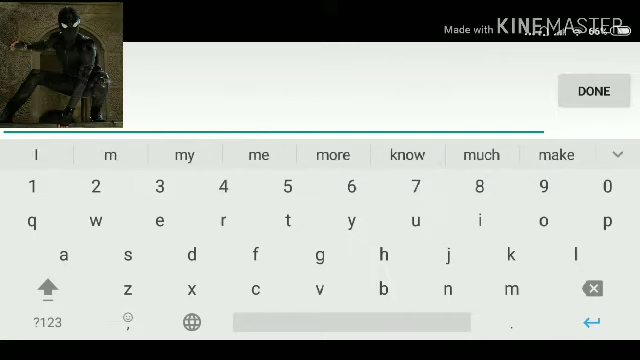 Made with KINEMASTER
66%
DONE
I m my me more know much make
1 2 3 4 5 6 7 8 9 0
q w e r t y u i o p
a s d f g h j k l
z x c v b n m
?123 , .